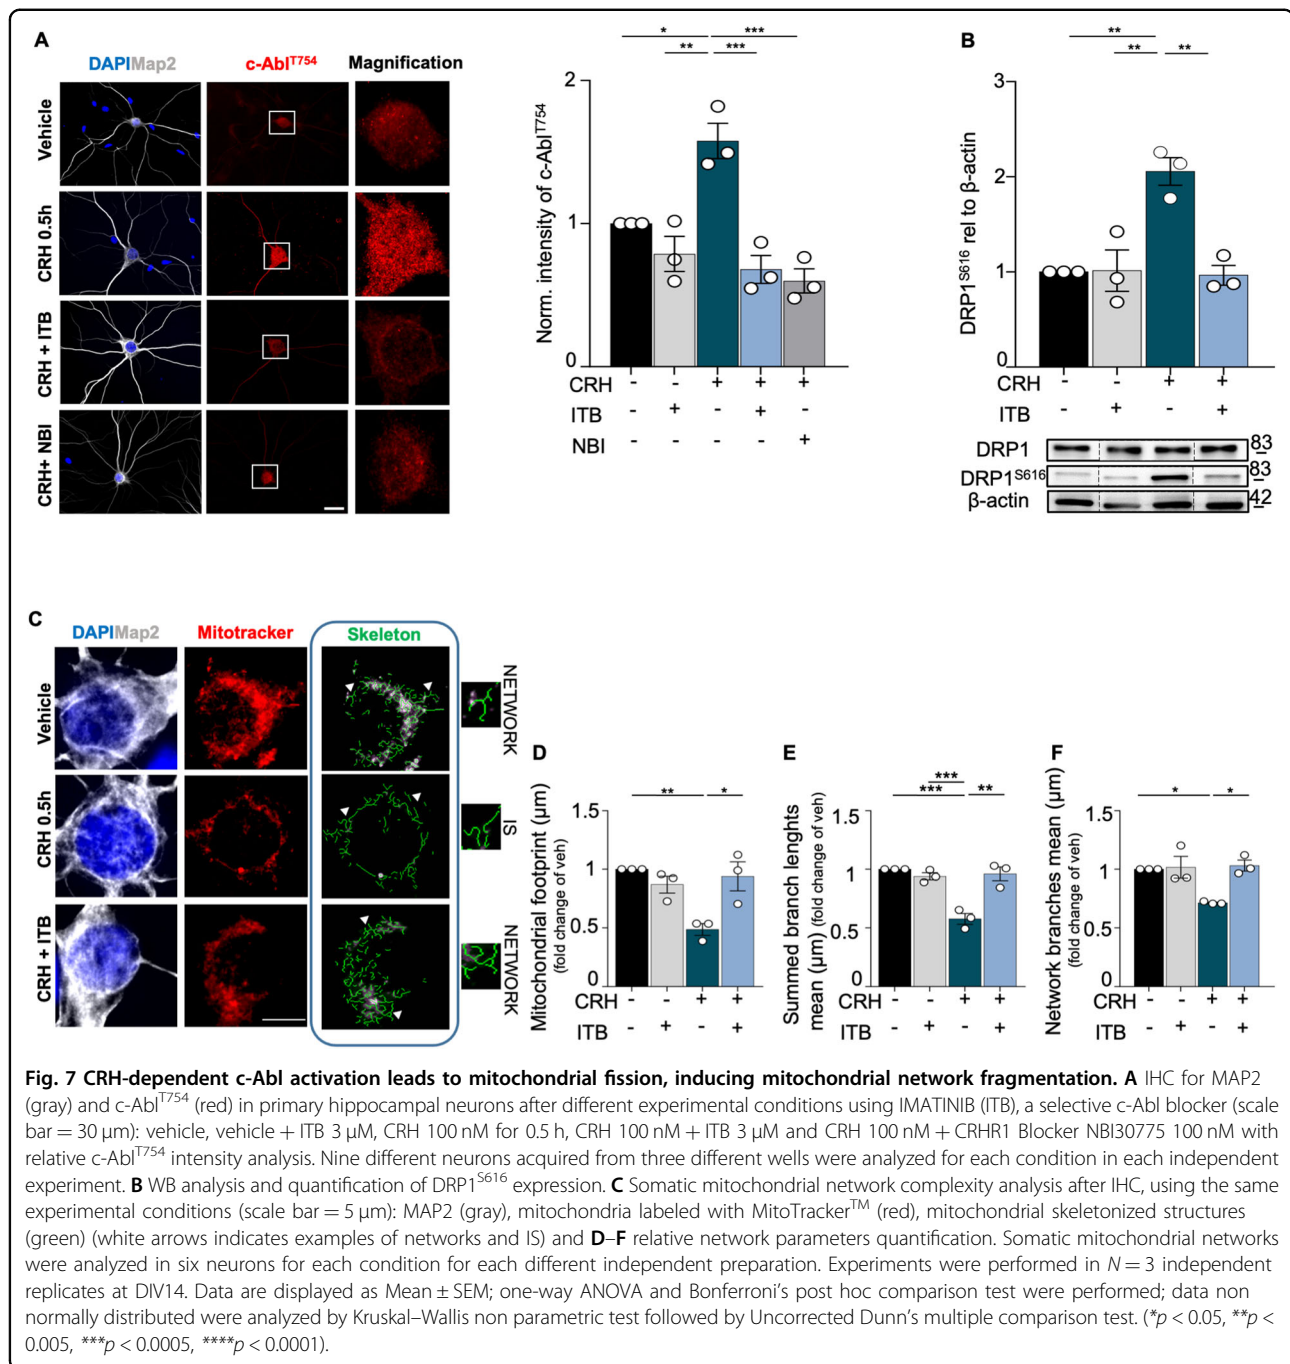 A
DAPIMap2
c-Abl^T754
Magnification
Vehicle
CRH 0.5h
CRH + ITB
CRH+ NBI
* ***
** ***
Norm. intensity of c-Abl^T754
2
1
0
CRH - - + + +
ITB - + - + -
NBI - - - - +
B
**
** **
DRP1^S616 rel to β-actin
3
2
1
0
CRH - - + +
ITB - + - +
DRP1 83
DRP1^S616 83
β-actin 42
C
DAPIMap2
Mitotracker
Skeleton
Vehicle
CRH 0.5h
CRH + ITB
NETWORK
IS
NETWORK
D
** *
Mitochondrial footprint (µm)
(fold change of veh)
1.5
1
0.5
0
CRH - - + +
ITB - + - +
E
***
*** **
Summed branch lenghts
mean (µm) (fold change of veh)
1.5
1
0.5
0
CRH - - + +
ITB - + - +
F
* *
Network branches mean (µm)
(fold change of veh)
1.5
1
0.5
0
CRH - - + +
ITB - + - +
Fig. 7 CRH-dependent c-Abl activation leads to mitochondrial fission, inducing mitochondrial network fragmentation. A IHC for MAP2
(gray) and c-Abl^T754 (red) in primary hippocampal neurons after different experimental conditions using IMATINIB (ITB), a selective c-Abl blocker (scale
bar = 30 µm): vehicle, vehicle + ITB 3 µM, CRH 100 nM for 0.5 h, CRH 100 nM + ITB 3 µM and CRH 100 nM + CRHR1 Blocker NBI30775 100 nM with
relative c-Abl^T754 intensity analysis. Nine different neurons acquired from three different wells were analyzed for each condition in each independent
experiment. B WB analysis and quantification of DRP1^S616 expression. C Somatic mitochondrial network complexity analysis after IHC, using the same
experimental conditions (scale bar = 5 µm): MAP2 (gray), mitochondria labeled with MitoTracker™ (red), mitochondrial skeletonized structures
(green) (white arrows indicates examples of networks and IS) and D–F relative network parameters quantification. Somatic mitochondrial networks
were analyzed in six neurons for each condition for each different independent preparation. Experiments were performed in N = 3 independent
replicates at DIV14. Data are displayed as Mean ± SEM; one-way ANOVA and Bonferroni's post hoc comparison test were performed; data non
normally distributed were analyzed by Kruskal–Wallis non parametric test followed by Uncorrected Dunn's multiple comparison test. (*p < 0.05, **p <
0.005, ***p < 0.0005, ****p < 0.0001).